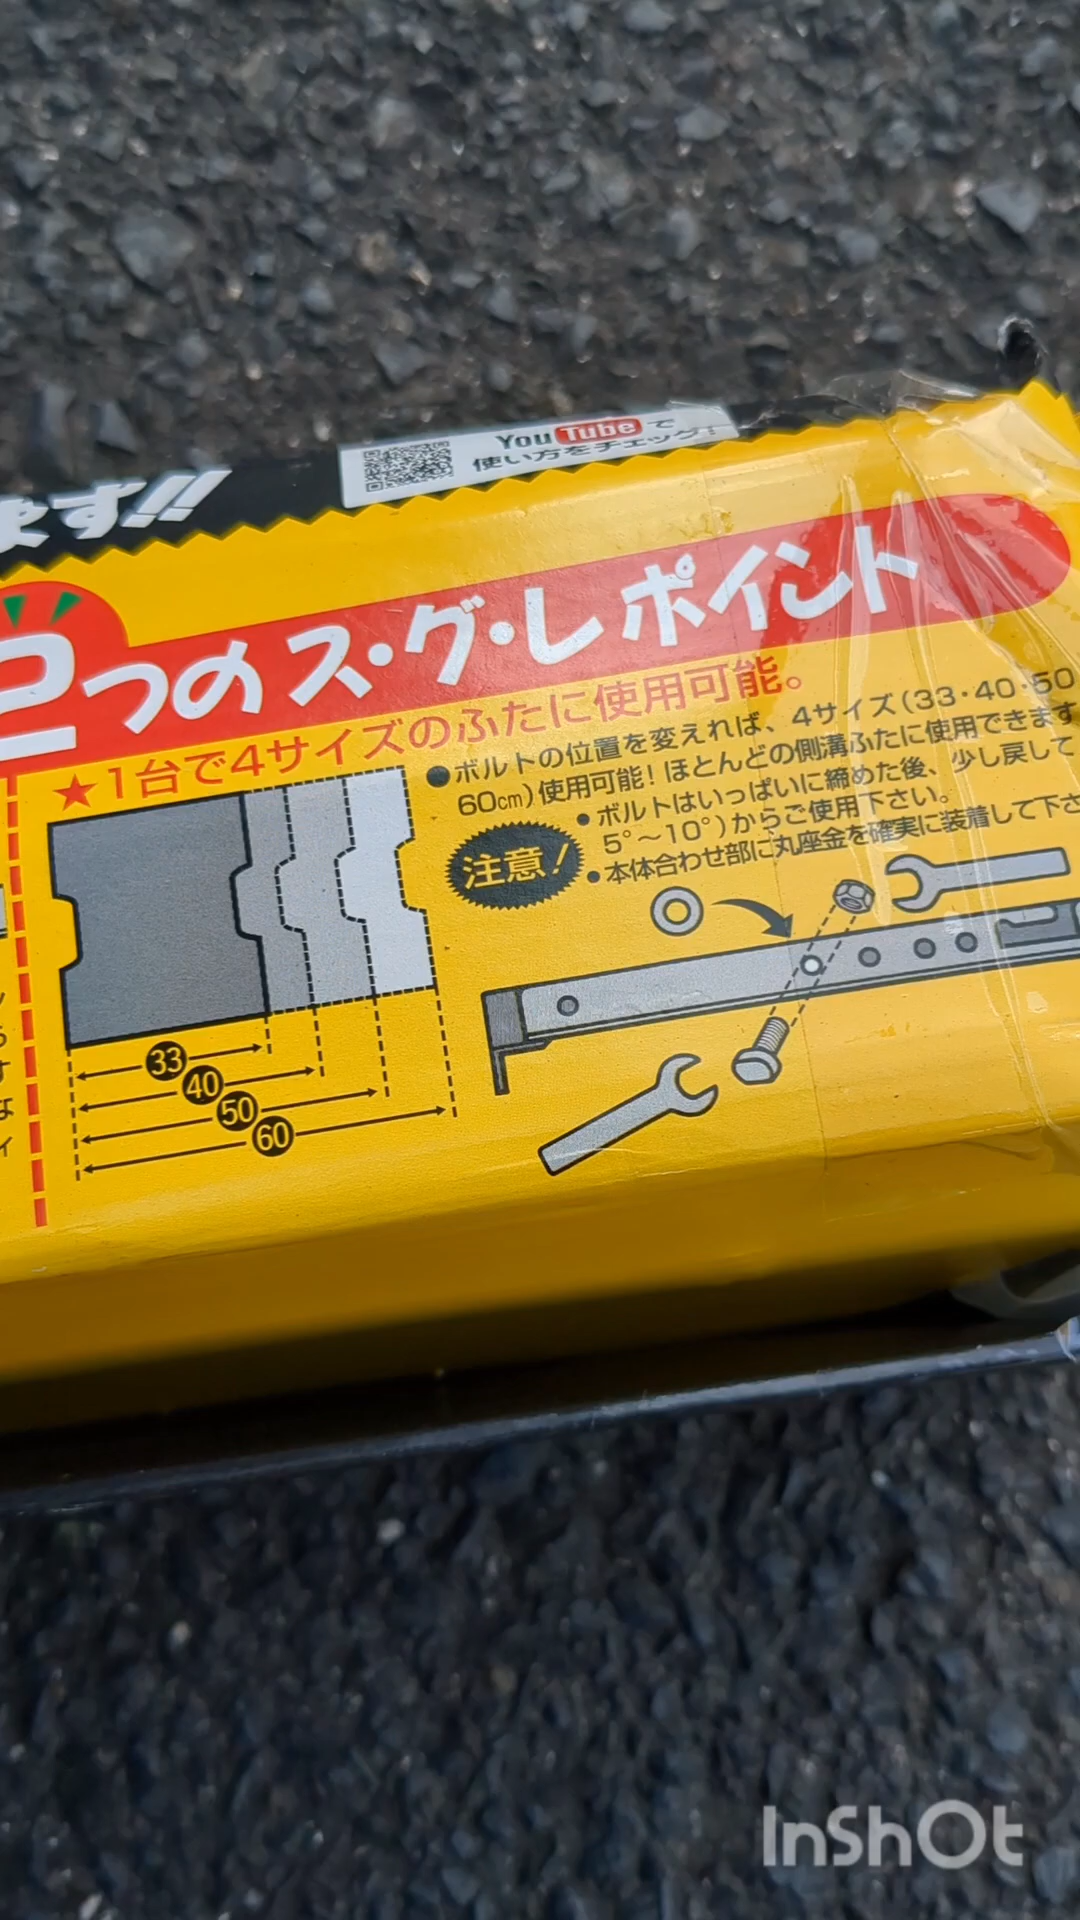 YouTubeで
使い方をチェック!
ます!!
2つのス・グ・レポイント
★1台で4サイズのふたに使用可能。
●ボルトの位置を変えれば、4サイズ(33・40・50
60cm)使用可能!ほとんどの側溝ふたに使用できます
注意!
●ボルトはいっぱいに締めた後、少し戻して
5°〜10°)からご使用下さい。
●本体合わせ部に丸座金を確実に装着して下さ
33
40
50
60
InShOt